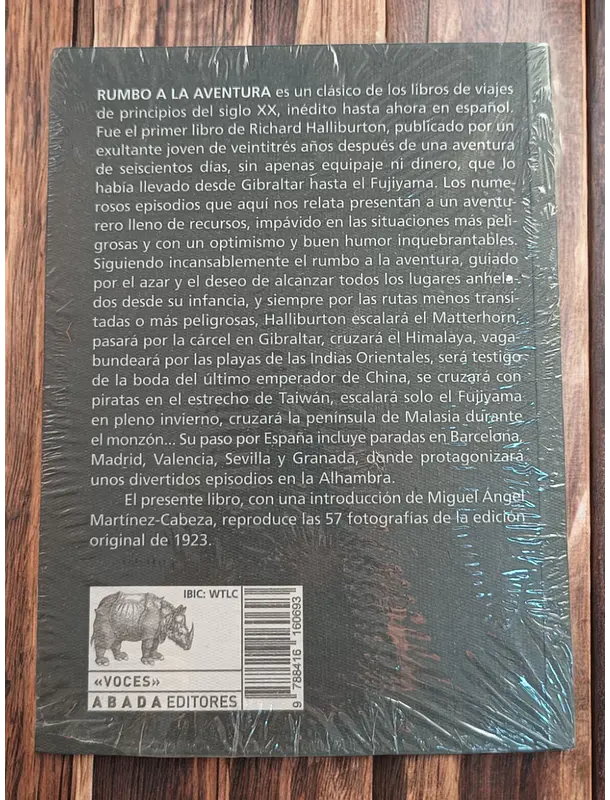 RUMBO A LA AVENTURA es un clásico de los libros de viajes
de principios del siglo XX, inédito hasta ahora en español.
Fue el primer libro de Richard Halliburton, publicado por un
exultante joven de veintitrés años después de una aventura
de seiscientos días, sin apenas equipaje ni dinero, que lo
había llevado desde Gibraltar hasta el Fujiyama. Los nume-
rosos episodios que aquí nos relata presentan a un aventu-
rero lleno de recursos, impávido en las situaciones más peli-
grosas y con un optimismo y buen humor inquebrantables.
Siguiendo incansablemente el rumbo a la aventura, guiado
por el azar y el deseo de alcanzar todos los lugares anhela-
dos desde su infancia, y siempre por las rutas menos transi-
tadas o más peligrosas, Halliburton escalará el Matterhorn,
pasará por la cárcel en Gibraltar, cruzará el Himalaya, vaga-
bundeará por las playas de las Indias Orientales, será testigo
de la boda del último emperador de China, se cruzará con
piratas en el estrecho de Taiwán, escalará solo el Fujiyama
en pleno invierno, cruzará la península de Malasia durante
el monzón... Su paso por España incluye paradas en Barcelona,
Madrid, Valencia, Sevilla y Granada, donde protagonizará
unos divertidos episodios en la Alhambra.
El presente libro, con una introducción de Miguel Ángel
Martínez-Cabeza, reproduce las 57 fotografías de la edición
original de 1923.
IBIC: WTLC
«VOCES»
ABADA EDITORES
9 788416 160693